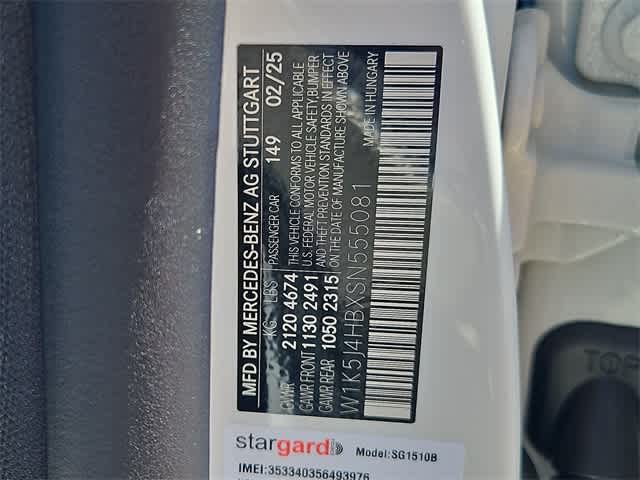 MFD BY MERCEDES-BENZ AG STUTTGART
KG LBS PASSENGER CAR 149 02/25
GVWR 2120 4674 THIS VEHICLE CONFORMS TO ALL APPLICABLE
GAWR FRONT 1130 2491 U.S. FEDERAL MOTOR VEHICLE SAFETY, BUMPER
GAWR REAR 1050 2315 AND THEFT PREVENTION STANDARDS IN EFFECT
ON THE DATE OF MANUFACTURE SHOWN ABOVE
W1K5J4HBXSN555081 MADE IN HUNGARY
stargard
Model:SG1510B
IMEI:353340356493976
TOP